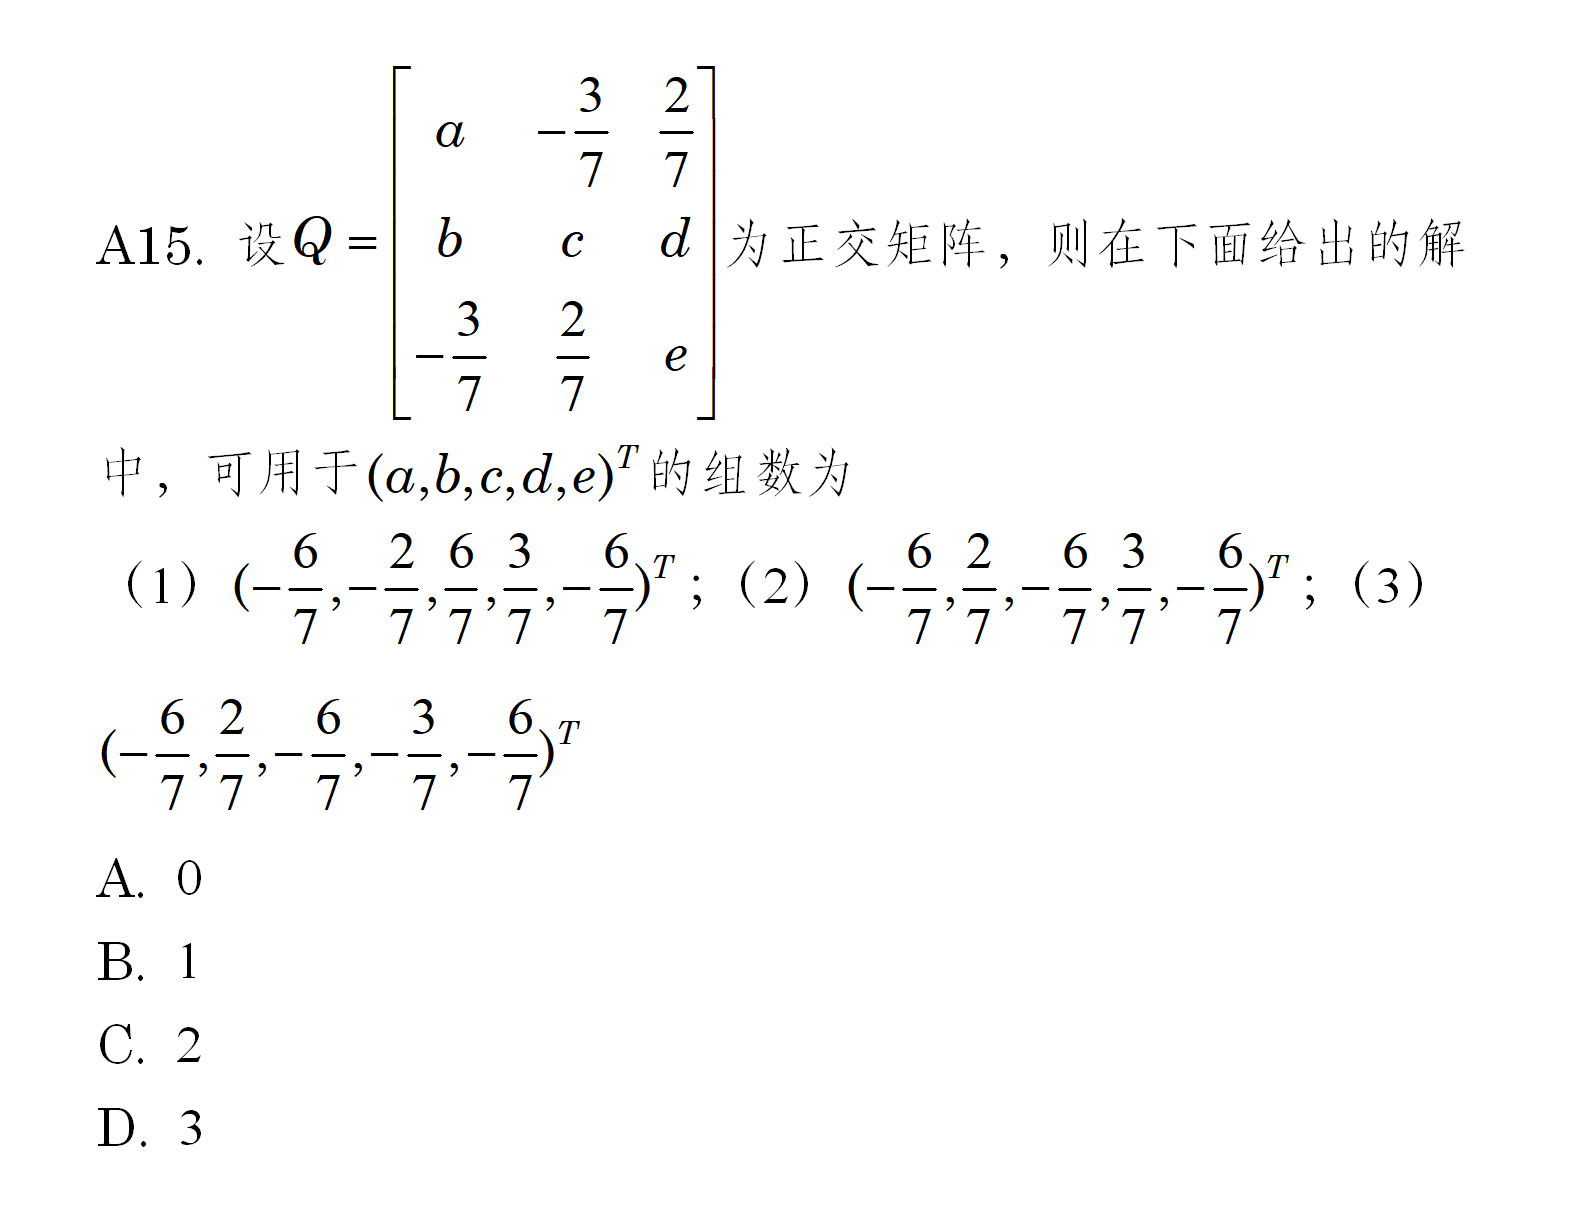 A15. 设 $Q = \begin{bmatrix} a & -\frac{3}{7} & \frac{2}{7} \\ b & c & d \\ -\frac{3}{7} & \frac{2}{7} & e \end{bmatrix}$ 为正交矩阵，则在下面给出的解
中，可用于 $(a,b,c,d,e)^T$ 的组数为
（1） $(-\frac{6}{7},-\frac{2}{7},\frac{6}{7},\frac{3}{7},-\frac{6}{7})^T$；（2） $(-\frac{6}{7},\frac{2}{7},-\frac{6}{7},\frac{3}{7},-\frac{6}{7})^T$；（3）
$(-\frac{6}{7},\frac{2}{7},-\frac{6}{7},-\frac{3}{7},-\frac{6}{7})^T$
A. 0
B. 1
C. 2
D. 3